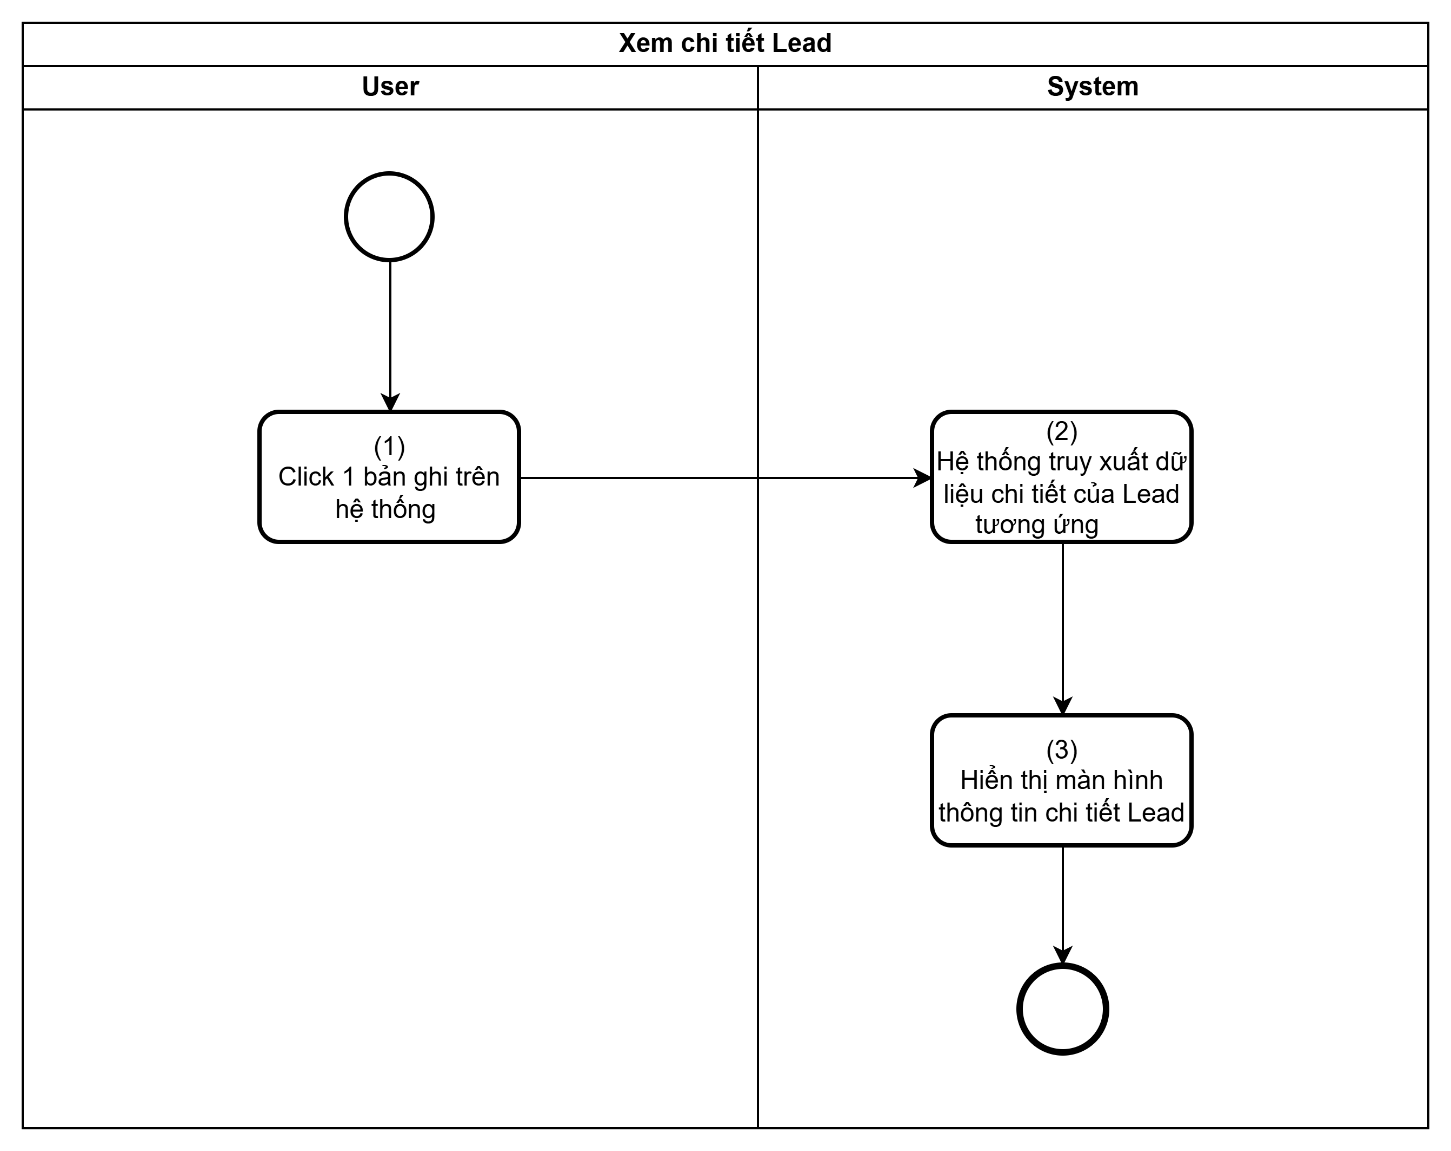 Xem chi tiết Lead
User
System
(1)
Click 1 bản ghi trên
hệ thống
(2)
Hệ thống truy xuất dữ
liệu chi tiết của Lead
tương ứng
(3)
Hiển thị màn hình
thông tin chi tiết Lead